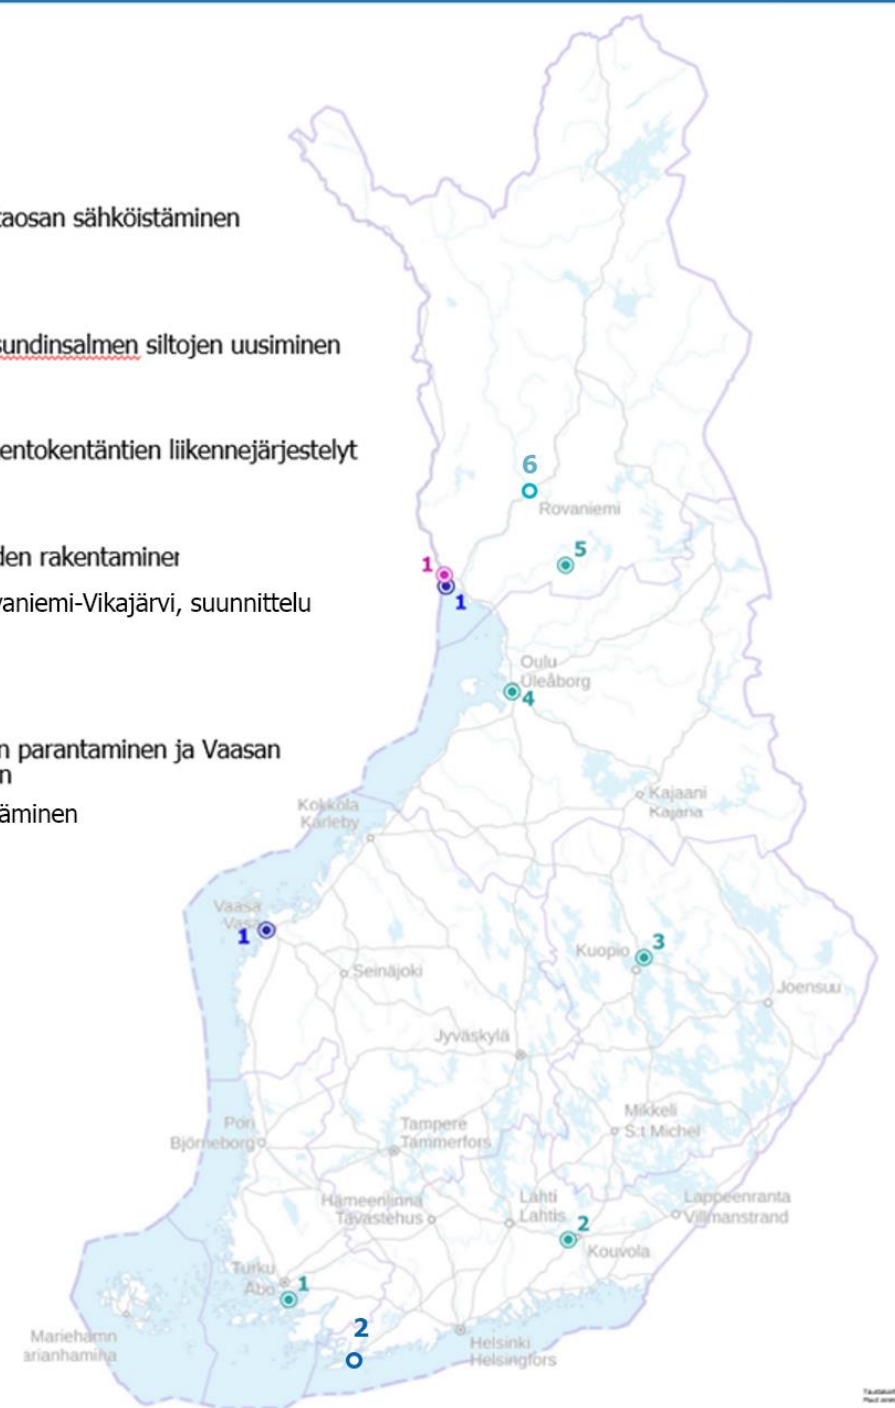 taosan sähköistäminen
sundinsalmen siltojen uusiminen
entokentäntien liikennejärjestelyt
den rakentaminen
vaniemi-Vikajärvi, suunnittelu
n parantaminen ja Vaasan
n
äminen
6
Rovaniemi
5
1
1
Oulu
Uleåborg
4
Kajaani
Kajana
Kokkola
Karleby
Vaasa
Vasa
1
Seinäjoki
Kuopio
3
Joensuu
Jyväskylä
Mikkeli
S:t Michel
Pori
Björneborg
Tampere
Tammerfors
Hämeenlinna
Tavastehus
Lahti
Lahtis
Lappeenranta
Villmanstrand
2
Kouvola
Turku
Åbo
1
2
Mariehamn
arianhamina
Helsinki
Helsingfors